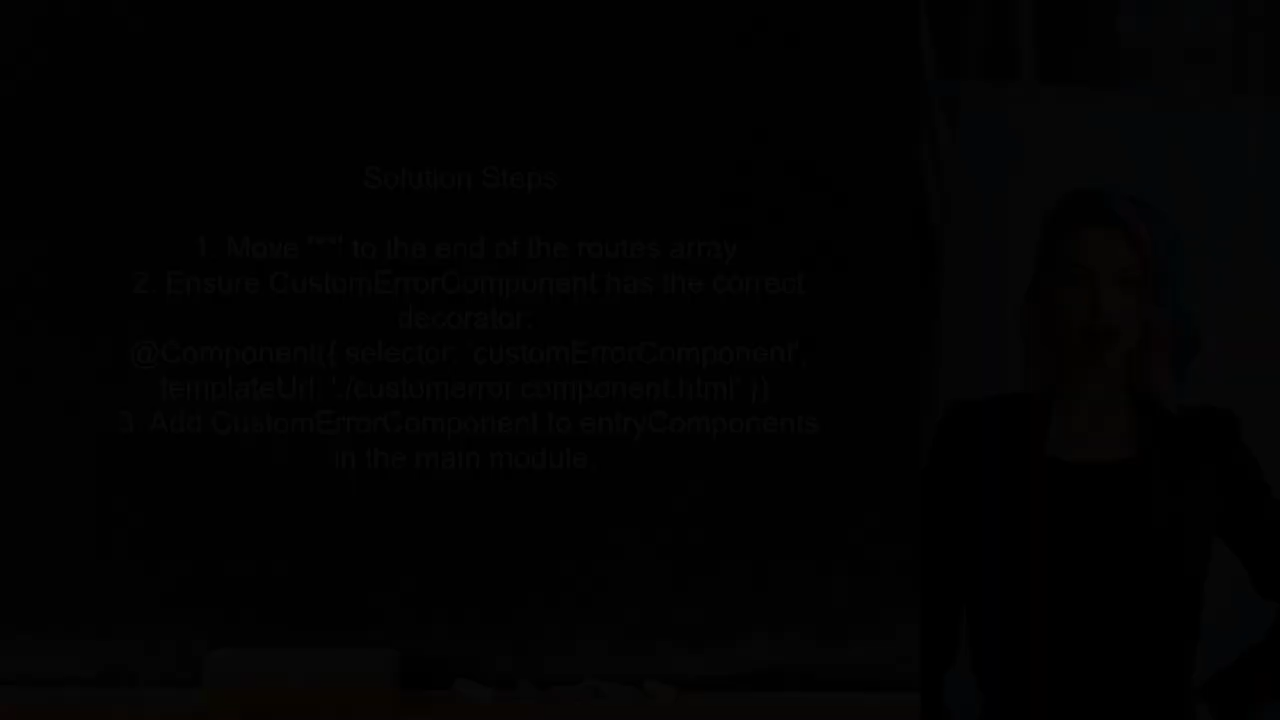 Solution Steps
1. Move "**" to the end of the routes array
2. Ensure CustomErrorComponent has the correct
decorator:
@Component({ selector: 'customErrorComponent',
templateUrl: './customerror.component.html' })
3. Add CustomErrorComponent to entryComponents
in the main module.